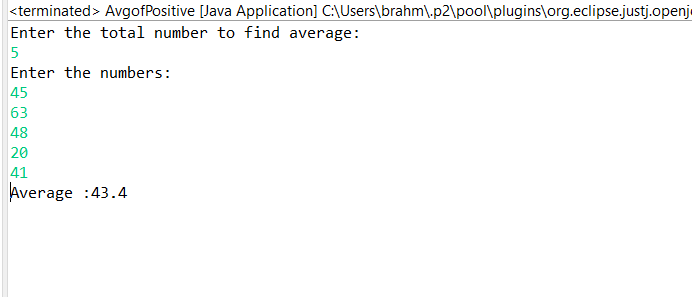 <terminated> AvgofPositive [Java Application] C:\Users\brahm\.p2\pool\plugins\org.eclipse.justj.openj
Enter the total number to find average:
5
Enter the numbers:
45
63
48
20
41
Average :43.4